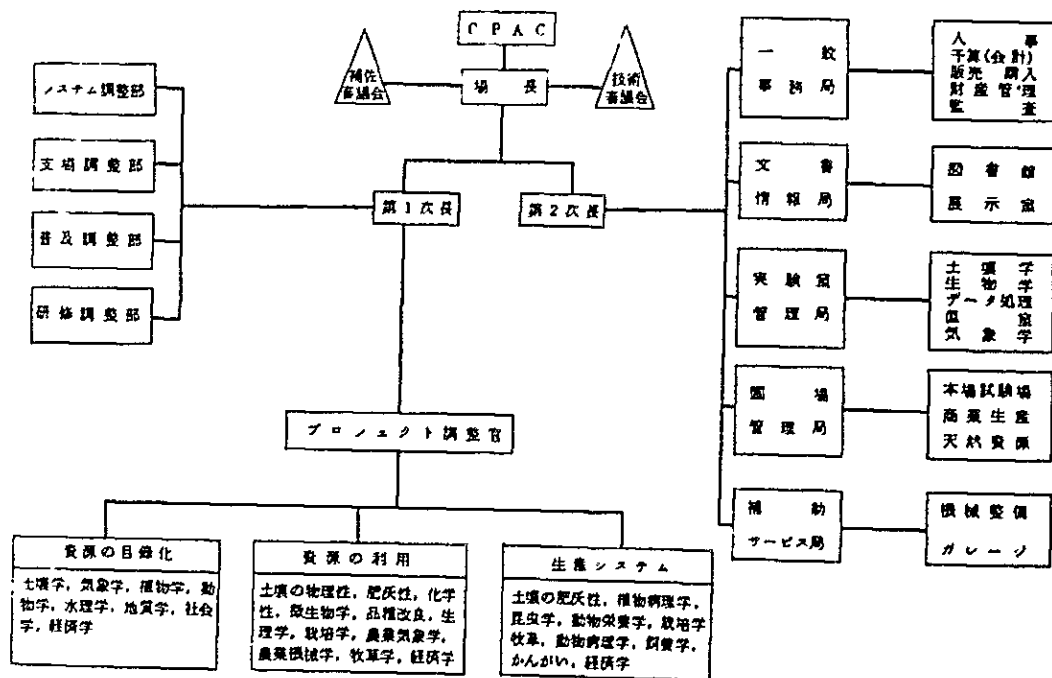 CPAC
補佐
審議会
場長
技術
審議会
システム調整部
支場調整部
普及調整部
研修調整部
第1次長
第2次長
一般
事務局
人事
予算(会計)
販売 購入
財産管理
監査
文書
情報局
図書館
展示室
実験室
管理局
土壌学
生物学
データ処理
温室
気象学
圃場
管理局
本場試験場
商業生産
天然資源
補助
サービス局
機械整備
ガレージ
プロジェクト調整官
資源の目録化
土壌学，気象学，植物学，動
物学，水理学，地質学，社会
学，経済学
資源の利用
土壌の物理性，肥沃性，化学
性，微生物学，品種改良，生
理学，栽培学，農業気象学，
農業機械学，牧草学，経済学
生産システム
土壌の肥沃性，植物病理学，
昆虫学，動物栄養学，栽培学
牧草，動物病理学，飼養学，
かんがい，経済学